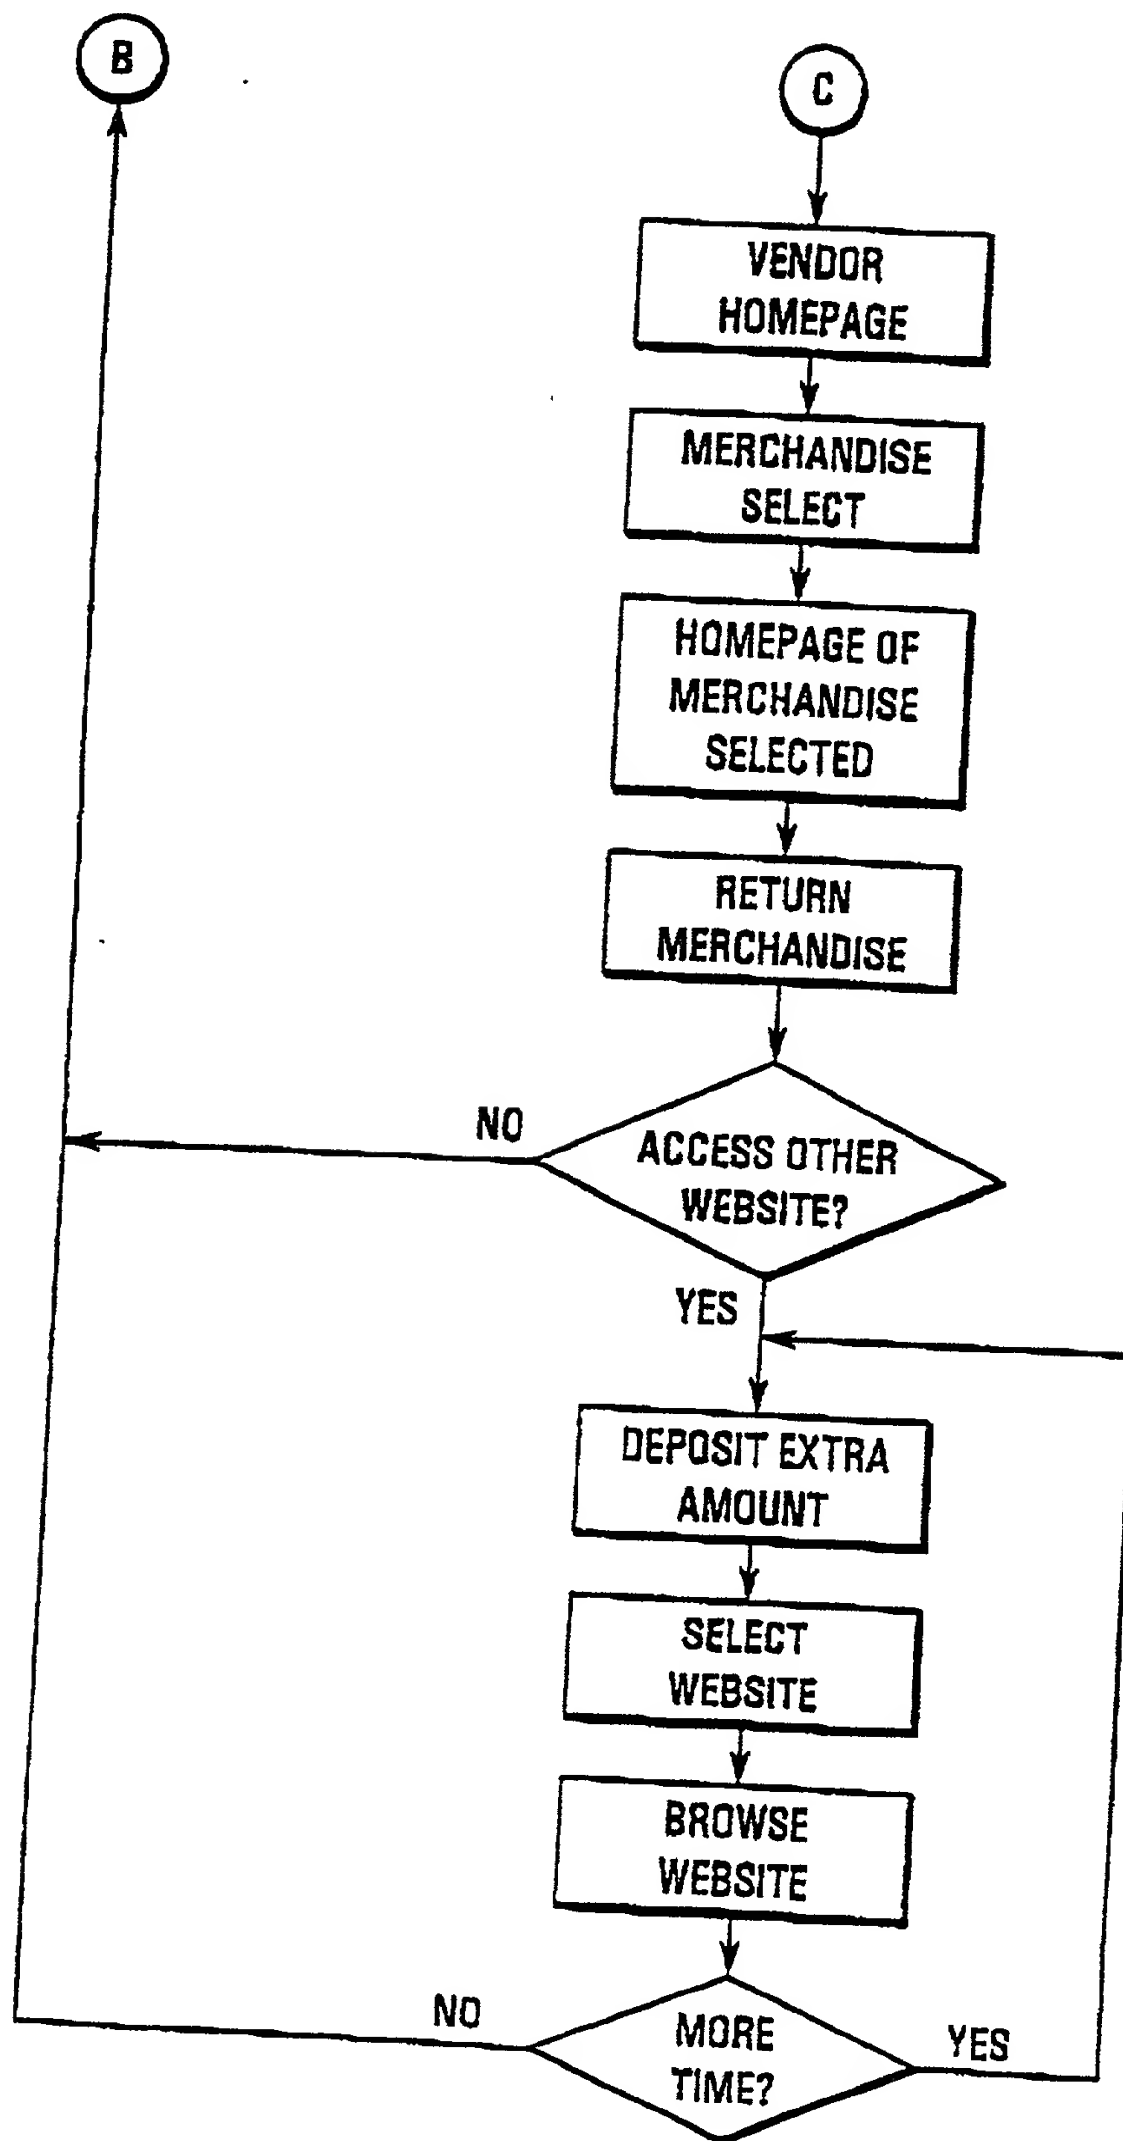 B
C
VENDOR
HOMEPAGE
MERCHANDISE
SELECT
HOMEPAGE OF
MERCHANDISE
SELECTED
RETURN
MERCHANDISE
NO
ACCESS OTHER
WEBSITE?
YES
DEPOSIT EXTRA
AMOUNT
SELECT
WEBSITE
BROWSE
WEBSITE
NO
MORE
TIME?
YES